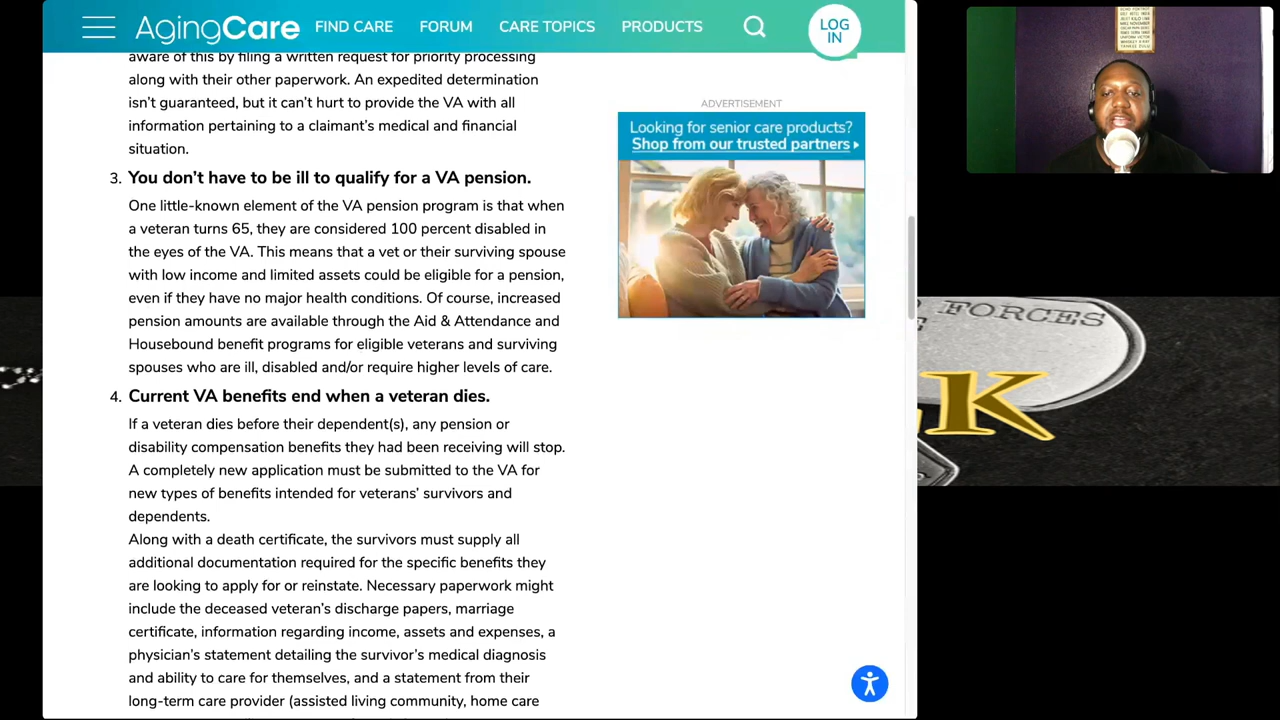 AgingCare
FIND CARE
UM
CARE TOPICS
PRODUCTS
LOG
IN
aware of this by filing a written request for priority processing
along with their other paperwork. An expedited determination
isn’t guaranteed, but it can’t hurt to provide the VA with all
information pertaining to a claimant’s medical and financial
situation.
3. You don’t have to be ill to qualify for a VA pension.
One little-known element of the VA pension program is that when
a veteran turns 65, they are considered 100 percent disabled in
the eyes of the VA. This means that a vet or their surviving spouse
with low income and limited assets could be eligible for a pension,
even if they have no major health conditions. Of course, increased
pension amounts are available through the Aid & Attendance and
Housebound benefit programs for eligible veterans and surviving
spouses who are ill, disabled and/or require higher levels of care.
4. Current VA benefits end when a veteran dies.
If a veteran dies before their dependent(s), any pension or
disability compensation benefits they had been receiving will stop.
A completely new application must be submitted to the VA for
new types of benefits intended for veterans’ survivors and
dependents.
Along with a death certificate, the survivors must supply all
additional documentation required for the specific benefits they
are looking to apply for or reinstate. Necessary paperwork might
include the deceased veteran’s discharge papers, marriage
certificate, information regarding income, assets and expenses, a
physician’s statement detailing the survivor’s medical diagnosis
and ability to care for themselves, and a statement from their
long-term care provider (assisted living community, home care
ADVERTISEMENT
Looking for senior care products?
Shop from our trusted partners
FORCES
K